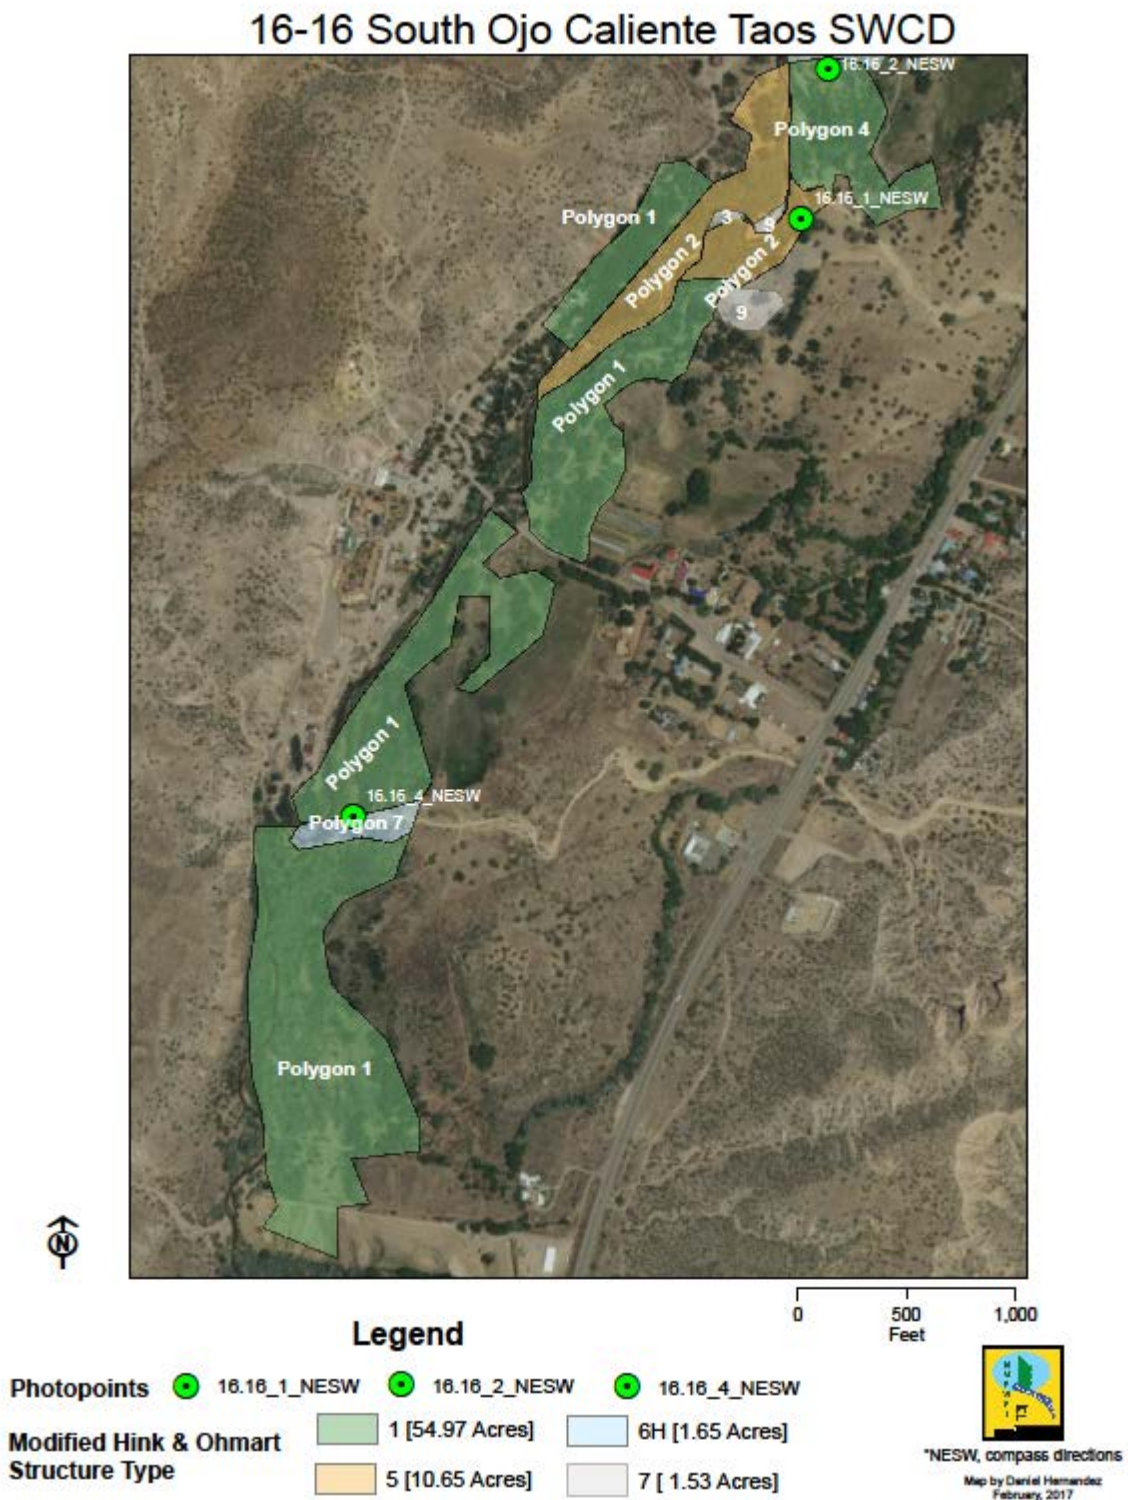 16-16 South Ojo Caliente Taos SWCD
16.16_2_NESW
Polygon 4
16.16_1_NESW
Polygon 1
3
9
Polygon 2
Polygon 2
9
Polygon 1
Polygon 1
16.16_4_NESW
Polygon 7
Polygon 1
N
0 500 1,000
Feet
Legend
Photopoints 16.16_1_NESW 16.16_2_NESW 16.16_4_NESW
Modified Hink & Ohmart
Structure Type
1 [54.97 Acres] 6H [1.65 Acres]
5 [10.65 Acres] 7 [ 1.53 Acres]
*NESW, compass directions
Map by Daniel Hernandez
February, 2017